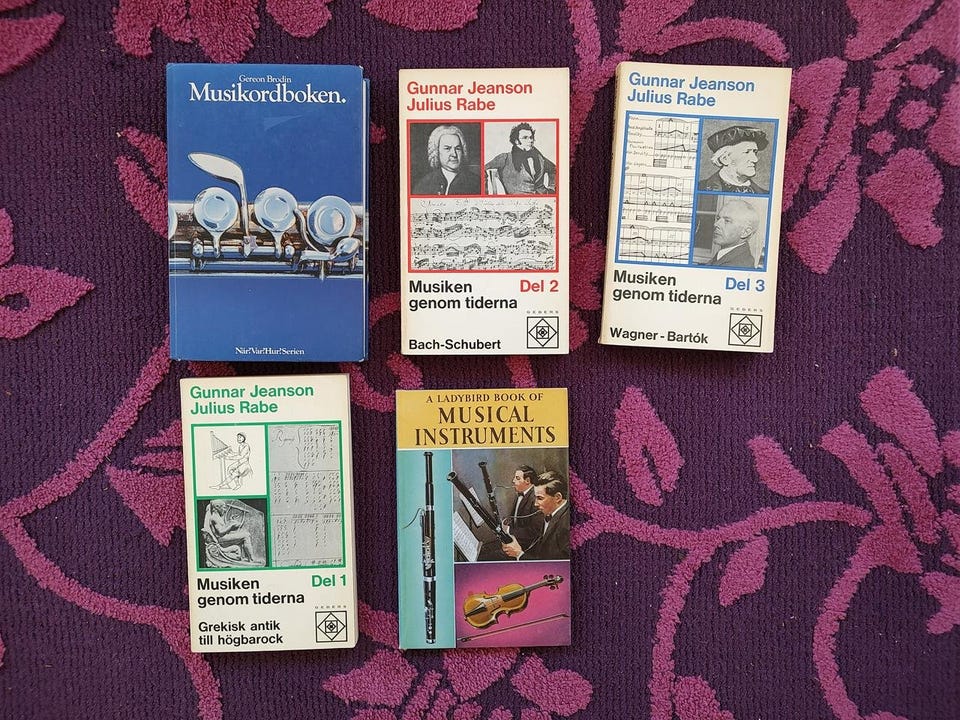 Gereon Brodin
Musikordboken.
När?Var?Hur?Serien
Gunnar Jeanson
Julius Rabe
Musiken Del 2
genom tiderna
GEBERS
Bach-Schubert
Gunnar Jeanson
Julius Rabe
Musiken Del 3
genom tiderna
GEBERS
Wagner-Bartók
Gunnar Jeanson
Julius Rabe
Musiken Del 1
genom tiderna
GEBERS
Grekisk antik
till högbarock
A LADYBIRD BOOK OF
MUSICAL
INSTRUMENTS